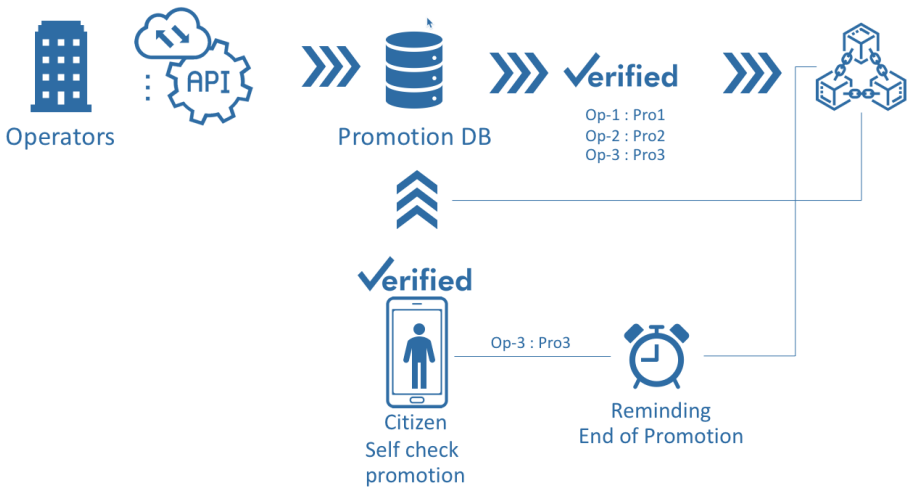 API
Operators
Promotion DB
Verified
Op-1 : Pro1
Op-2 : Pro2
Op-3 : Pro3
Verified
Op-3 : Pro3
Citizen
Self check
promotion
Reminding
End of Promotion